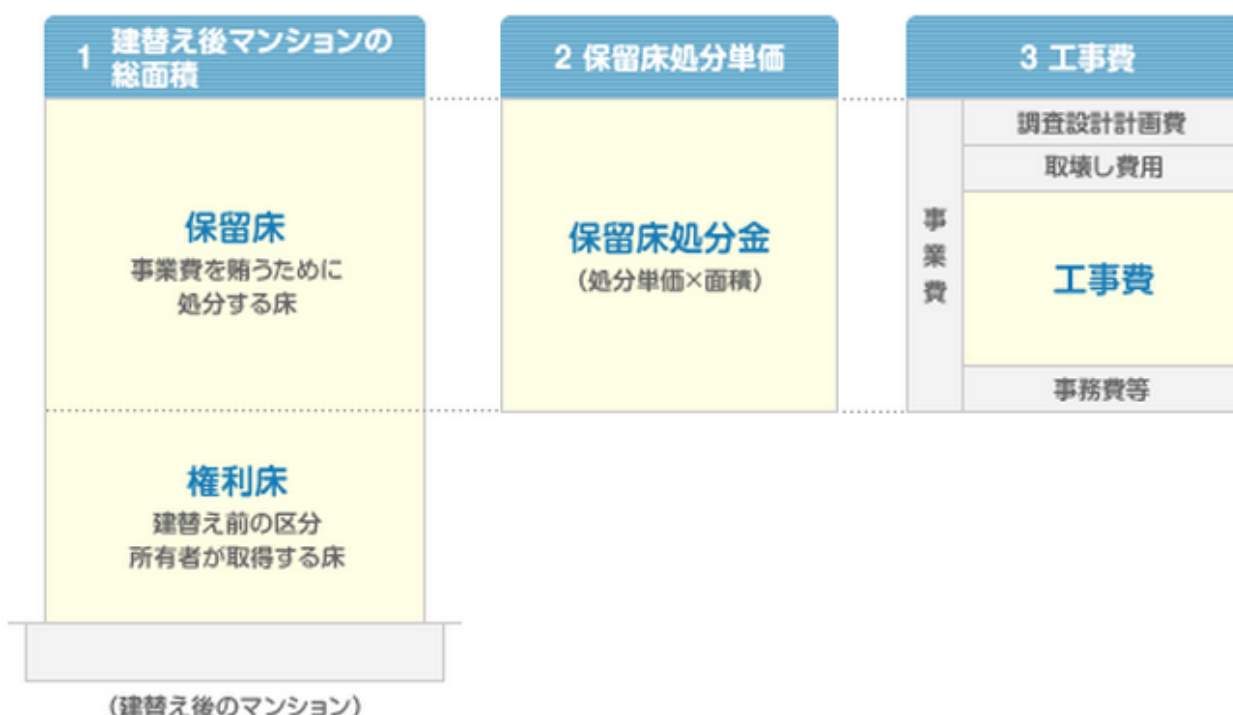 1 建替え後マンションの
総面積
保留床
事業費を賄うために
処分する床
権利床
建替え前の区分
所有者が取得する床
(建替え後のマンション)
2 保留床処分単価
保留床処分金
(処分単価×面積)
3 工事費
事業費
調査設計計画費
取壊し費用
工事費
事務費等